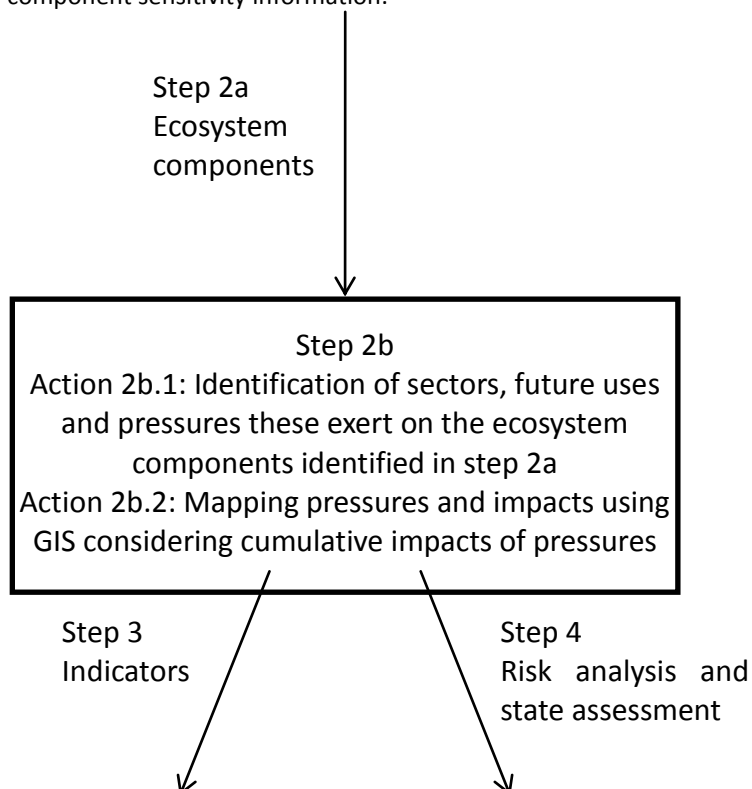 component sensitivity information.
Step 2a
Ecosystem
components
Step 2b
Action 2b.1: Identification of sectors, future uses
and pressures these exert on the ecosystem
components identified in step 2a
Action 2b.2: Mapping pressures and impacts using
GIS considering cumulative impacts of pressures
Step 3
Indicators
Step 4
Risk analysis and
state assessment